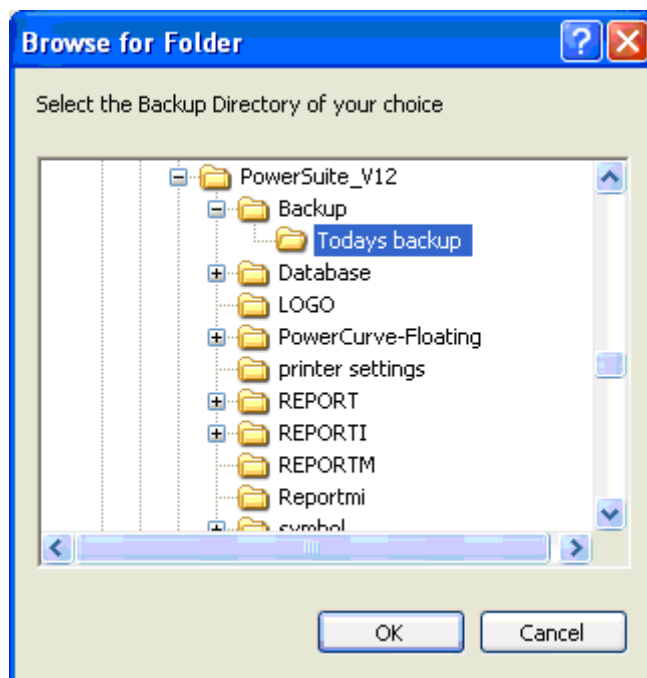 Browse for Folder
Select the Backup Directory of your choice
PowerSuite_V12
Backup
Todays backup
Database
LOGO
PowerCurve-Floating
printer settings
REPORT
REPORTI
REPORTM
Reportmi
symbol
OK
Cancel